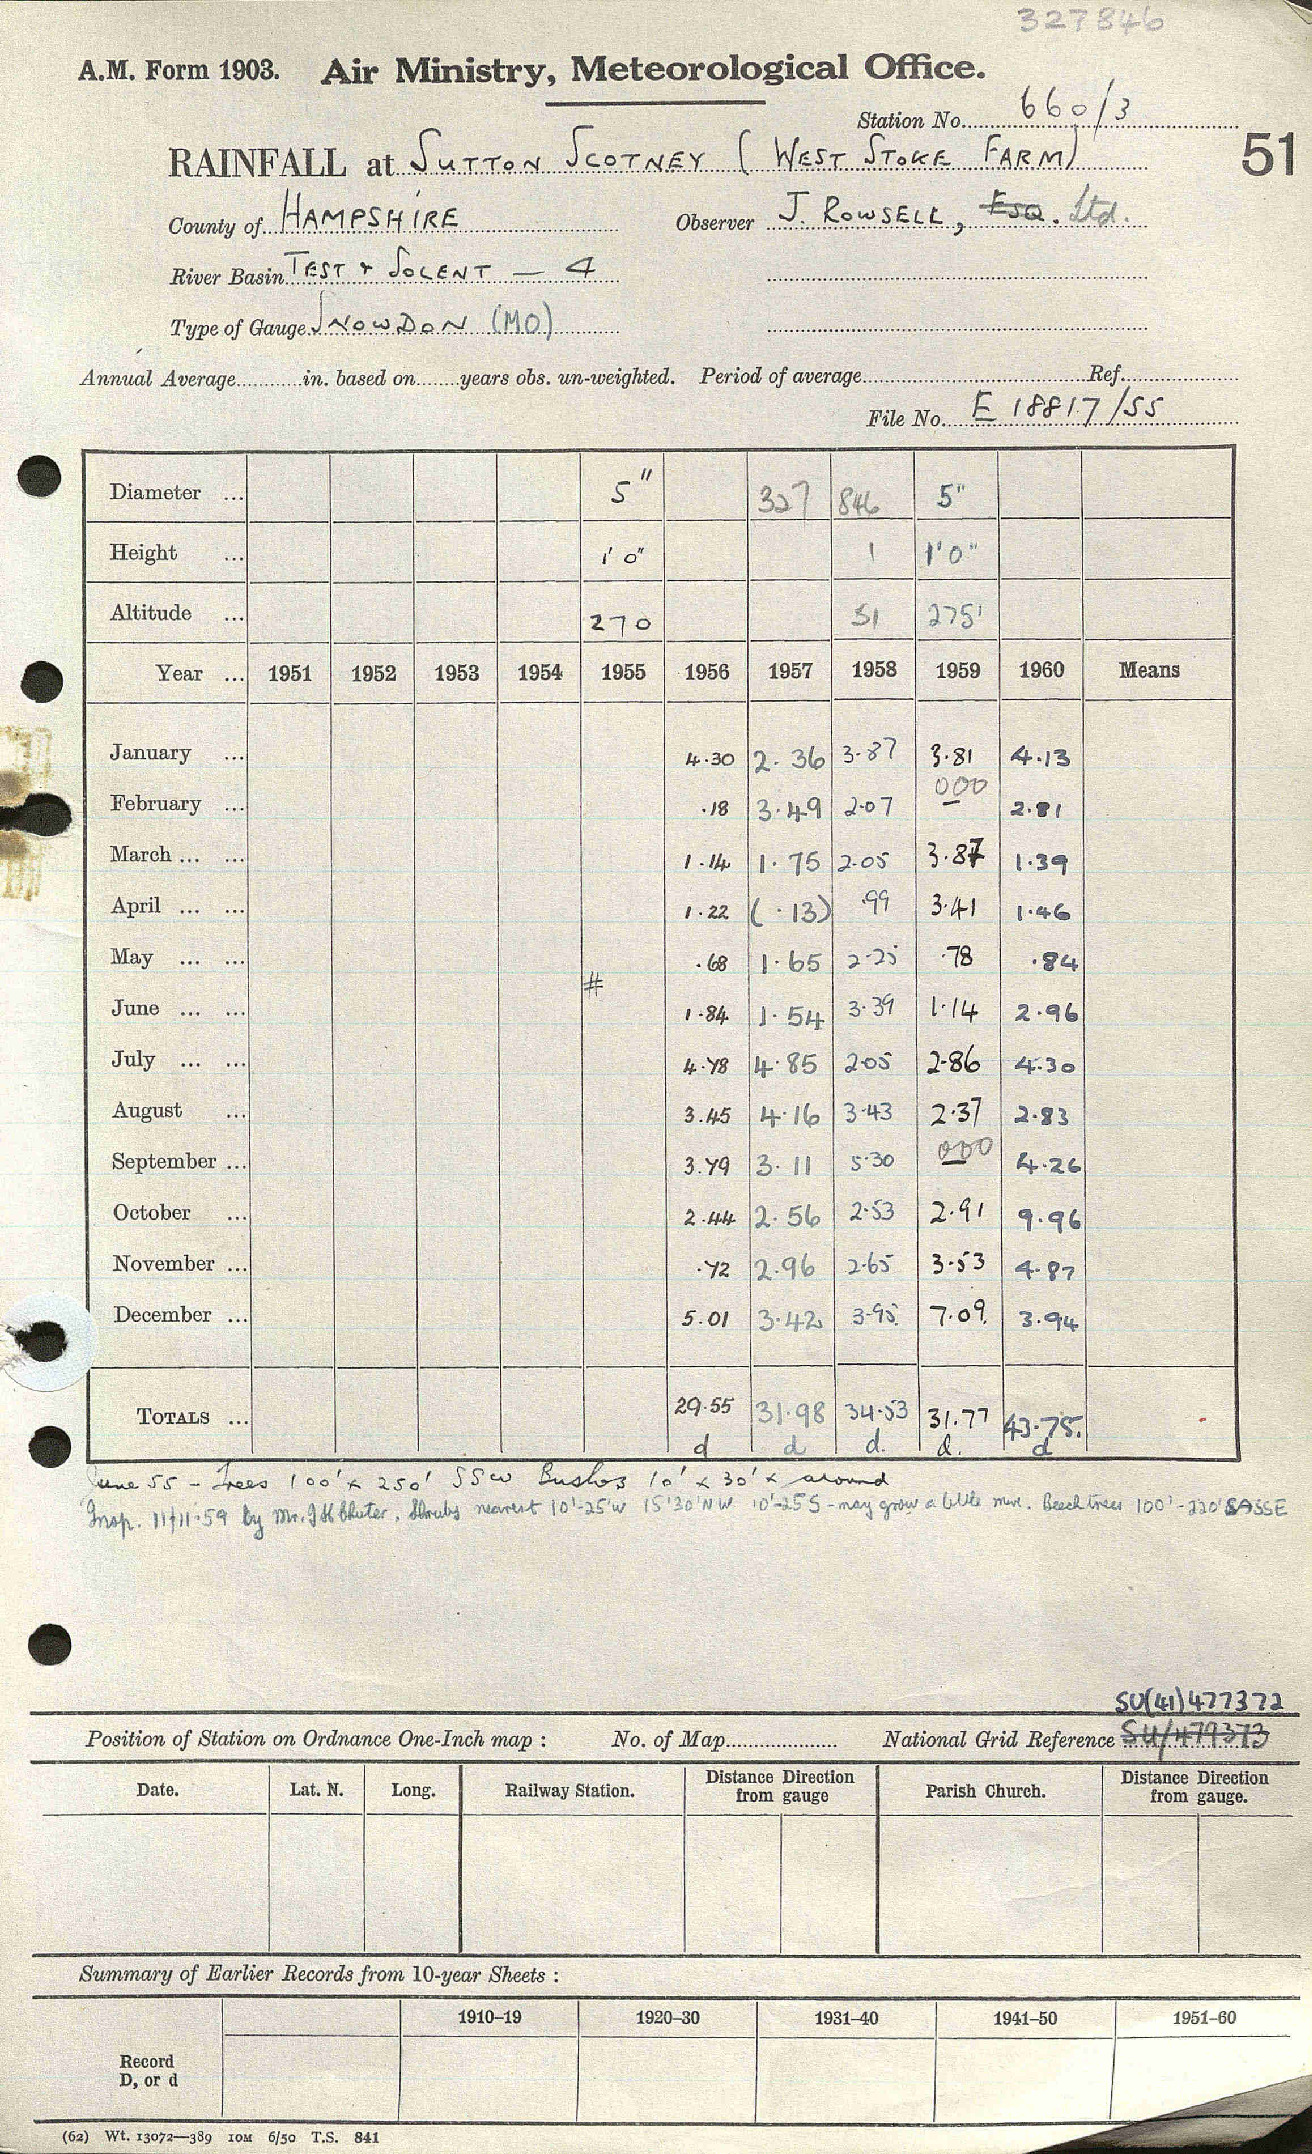 327846
A.M. Form 1903. Air Ministry, Meteorological Office.
Station No. 660/3
RAINFALL at SUTTON SCOTNEY (WEST STOKE FARM) 51
County of HAMPSHIRE Observer J. ROWSELL, Esq. Ltd.
River Basin TEST & SOLENT — 4
Type of Gauge SNOWDON (MO)
Annual Average..........in. based on.......years obs. un-weighted. Period of average..........Ref..........
File No. E 18817/55
Diameter ... 5" 327 846 5"
Height ... 1' 0" 1 1' 0"
Altitude ... 270 51 275'
Year ... 1951 1952 1953 1954 1955 1956 1957 1958 1959 1960 Means
January ... 4.30 2.36 3.87 3.81 4.13
000
February ... .18 3.49 2.07 — 2.81
March ... ... 1.14 1.75 2.05 3.87 1.39
April ... ... 1.22 (.13) .99 3.41 1.46
May ... ... .68 1.65 2.25 .78 .84
#
June ... ... 1.84 1.54 3.39 1.14 2.96
July ... ... 4.78 4.85 2.05 2.86 4.30
August ... 3.45 4.16 3.43 2.37 2.83
September ... 3.79 3.11 5.30 000 4.26
October ... 2.44 2.56 2.53 2.91 9.96
November ... .72 2.96 2.65 3.53 4.87
December ... 5.01 3.42 3.95 7.09 3.94
TOTALS ... 29.55 31.98 34.53 31.77 43.75
d d d. d. d
June 55 - Trees 100' x 250' SSW Bushes 10' x 30' x around
Insp. 11/11.59 by Mr. J H Chuter. Shrubs nearest 10'-25'W 15'30'NW 10'-25S - may grow a little more. Beech trees 100'-220' SSE
SU(41)477372
Position of Station on Ordnance One-Inch map : No. of Map.......... National Grid Reference SU/479373
Date. Lat. N. Long. Railway Station. Distance Direction from gauge Parish Church. Distance Direction from gauge.
Summary of Earlier Records from 10-year Sheets :
1910–19 1920–30 1931–40 1941–50 1951–60
Record
D, or d
(62) Wt. 13072—389 10M 6/50 T.S. 841